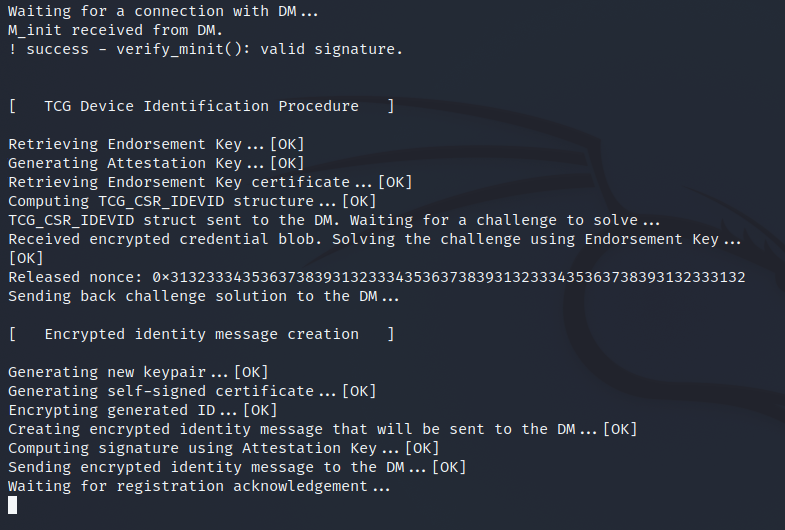 Waiting for a connection with DM...
M_init received from DM.
! success - verify_minit(): valid signature.
[   TCG Device Identification Procedure   ]
Retrieving Endorsement Key...[OK]
Generating Attestation Key...[OK]
Retrieving Endorsement Key certificate...[OK]
Computing TCG_CSR_IDEVID structure...[OK]
TCG_CSR_IDEVID struct sent to the DM. Waiting for a challenge to solve...
Received encrypted credential blob. Solving the challenge using Endorsement Key...
[OK]
Released nonce: 0×3132333435363738393132333435363738393132333435363738393132333132
Sending back challenge solution to the DM...
[   Encrypted identity message creation   ]
Generating new keypair...[OK]
Generating self-signed certificate...[OK]
Encrypting generated ID...[OK]
Creating encrypted identity message that will be sent to the DM...[OK]
Computing signature using Attestation Key...[OK]
Sending encrypted identity message to the DM...[OK]
Waiting for registration acknowledgement...